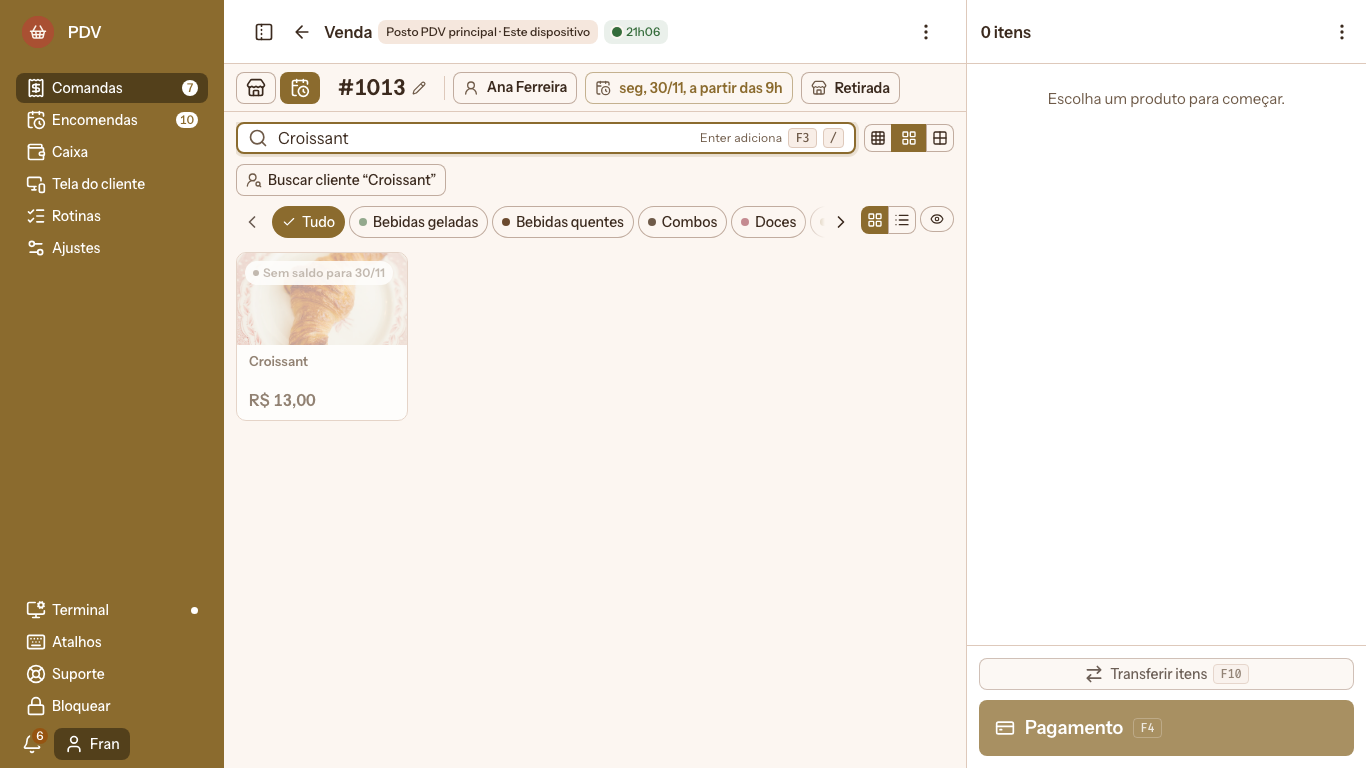 PDV
Comandas 7
Encomendas 10
Caixa
Tela do cliente
Rotinas
Ajustes
Terminal
Atalhos
Suporte
Bloquear
6 Fran
Venda Posto PDV principal · Este dispositivo 21h06
#1013 Ana Ferreira seg, 30/11, a partir das 9h Retirada
Croissant Enter adiciona F3 /
Buscar cliente “Croissant”
Tudo Bebidas geladas Bebidas quentes Combos Doces
Sem saldo para 30/11
Croissant
R$ 13,00
0 itens
Escolha um produto para começar.
Transferir itens F10
Pagamento F4